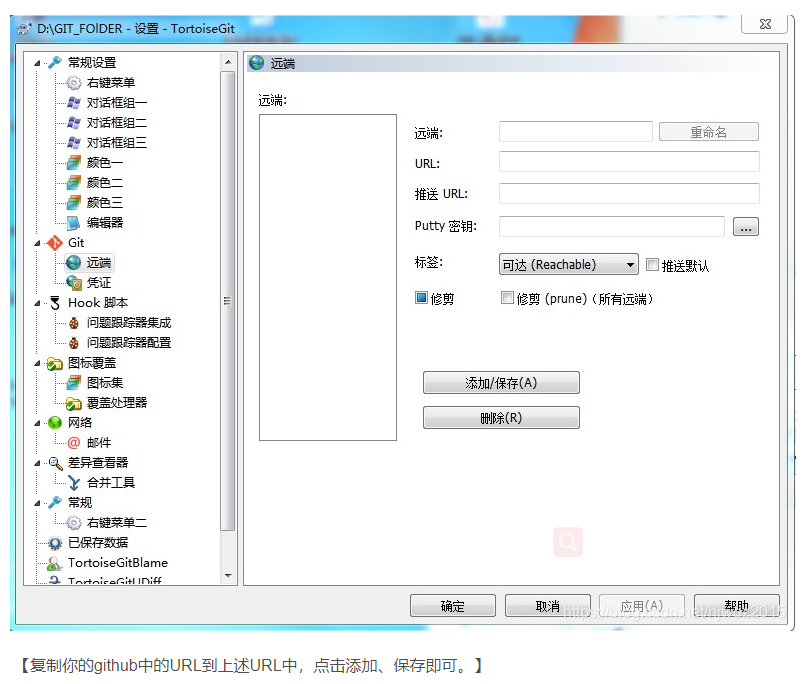 D:\GIT_FOlDER - 设置 - TortoiseGit
常规设置
右键菜单
对话框组一
对话框组二
对话框组三
颜色一
颜色二
颜色三
编辑器
Git
远端
凭证
Hook 脚本
问题跟踪器集成
问题跟踪器配置
图标覆盖
图标集
覆盖处理器
网络
邮件
差异查看器
合并工具
常规
右键菜单二
已保存数据
TortoiseGitBlame
TortoiseGitUDiff
远端
远端:
远端:
重命名
URL:
推送 URL:
Putty 密钥:
...
标签:
可达 (Reachable)
推送默认
修剪
修剪 (prune)（所有远端）
添加/保存(A)
删除(R)
确定
取消
应用(A)
帮助
【复制你的github中的URL到上述URL中，点击添加、保存即可。】